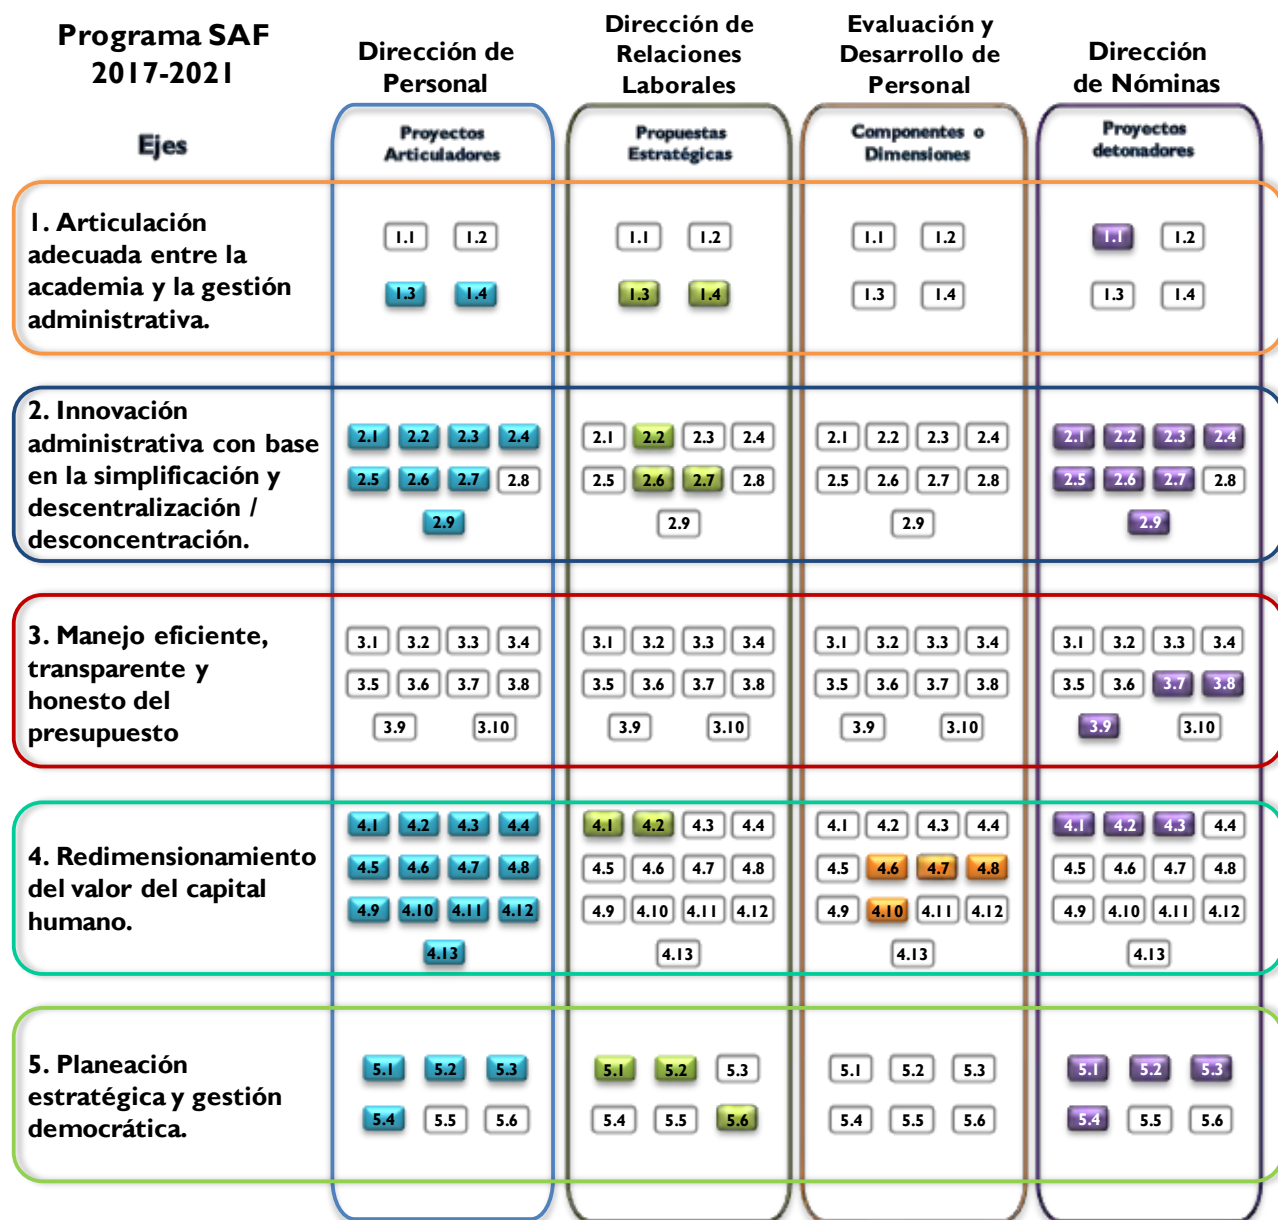 Programa SAF
2017-2021
Dirección de
Personal
Dirección de
Relaciones
Laborales
Evaluación y
Desarrollo de
Personal
Dirección
de Nóminas
Ejes
Proyectos
Articuladores
Propuestas
Estratégicas
Componentes o
Dimensiones
Proyectos
detonadores
1. Articulación
adecuada entre la
academia y la gestión
administrativa.
1.1 1.2
1.3 1.4
1.1 1.2
1.3 1.4
1.1 1.2
1.3 1.4
1.1 1.2
1.3 1.4
2. Innovación
administrativa con base
en la simplificación y
descentralización /
desconcentración.
2.1 2.2 2.3 2.4
2.5 2.6 2.7 2.8
2.9
2.1 2.2 2.3 2.4
2.5 2.6 2.7 2.8
2.9
2.1 2.2 2.3 2.4
2.5 2.6 2.7 2.8
2.9
2.1 2.2 2.3 2.4
2.5 2.6 2.7 2.8
2.9
3. Manejo eficiente,
transparente y
honesto del
presupuesto
3.1 3.2 3.3 3.4
3.5 3.6 3.7 3.8
3.9 3.10
3.1 3.2 3.3 3.4
3.5 3.6 3.7 3.8
3.9 3.10
3.1 3.2 3.3 3.4
3.5 3.6 3.7 3.8
3.9 3.10
3.1 3.2 3.3 3.4
3.5 3.6 3.7 3.8
3.9 3.10
4. Redimensionamiento
del valor del capital
humano.
4.1 4.2 4.3 4.4
4.5 4.6 4.7 4.8
4.9 4.10 4.11 4.12
4.13
4.1 4.2 4.3 4.4
4.5 4.6 4.7 4.8
4.9 4.10 4.11 4.12
4.13
4.1 4.2 4.3 4.4
4.5 4.6 4.7 4.8
4.9 4.10 4.11 4.12
4.13
4.1 4.2 4.3 4.4
4.5 4.6 4.7 4.8
4.9 4.10 4.11 4.12
4.13
5. Planeación
estratégica y gestión
democrática.
5.1 5.2 5.3
5.4 5.5 5.6
5.1 5.2 5.3
5.4 5.5 5.6
5.1 5.2 5.3
5.4 5.5 5.6
5.1 5.2 5.3
5.4 5.5 5.6